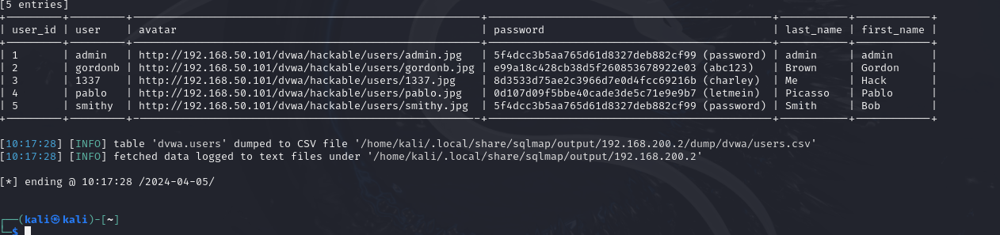 [5 entries]
+---------+---------+-----------------------------------------------------+---------------------------------------------+-----------+------------+
| user_id | user    | avatar                                              | password                                    | last_name | first_name |
+---------+---------+-----------------------------------------------------+---------------------------------------------+-----------+------------+
| 1       | admin   | http://192.168.50.101/dvwa/hackable/users/admin.jpg   | 5f4dcc3b5aa765d61d8327deb882cf99 (password) | admin     | admin      |
| 2       | gordonb | http://192.168.50.101/dvwa/hackable/users/gordonb.jpg | e99a18c428cb38d5f260853678922e03 (abc123)   | Brown     | Gordon     |
| 3       | 1337    | http://192.168.50.101/dvwa/hackable/users/1337.jpg    | 8d3533d75ae2c3966d7e0d4fcc69216b (charley)  | Me        | Hack       |
| 4       | pablo   | http://192.168.50.101/dvwa/hackable/users/pablo.jpg   | 0d107d09f5bbe40cade3de5c71e9e9b7 (letmein)  | Picasso   | Pablo      |
| 5       | smithy  | http://192.168.50.101/dvwa/hackable/users/smithy.jpg  | 5f4dcc3b5aa765d61d8327deb882cf99 (password) | Smith     | Bob        |
+---------+---------+-----------------------------------------------------+---------------------------------------------+-----------+------------+
[10:17:28] [INFO] table 'dvwa.users' dumped to CSV file '/home/kali/.local/share/sqlmap/output/192.168.200.2/dump/dvwa/users.csv'
[10:17:28] [INFO] fetched data logged to text files under '/home/kali/.local/share/sqlmap/output/192.168.200.2'
[*] ending @ 10:17:28 /2024-04-05/
┌──(kali㉿kali)-[~]
└─$